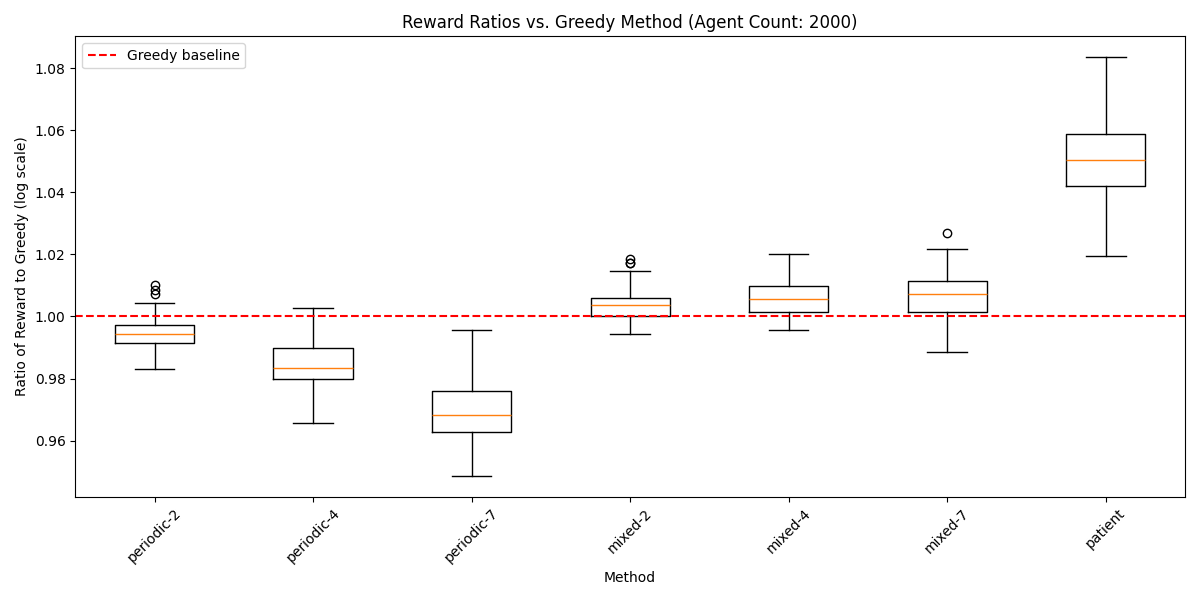 Reward Ratios vs. Greedy Method (Agent Count: 2000)
Greedy baseline
Ratio of Reward to Greedy (log scale)
1.08
1.06
1.04
1.02
1.00
0.98
0.96
periodic-2
periodic-4
periodic-7
mixed-2
mixed-4
mixed-7
patient
Method